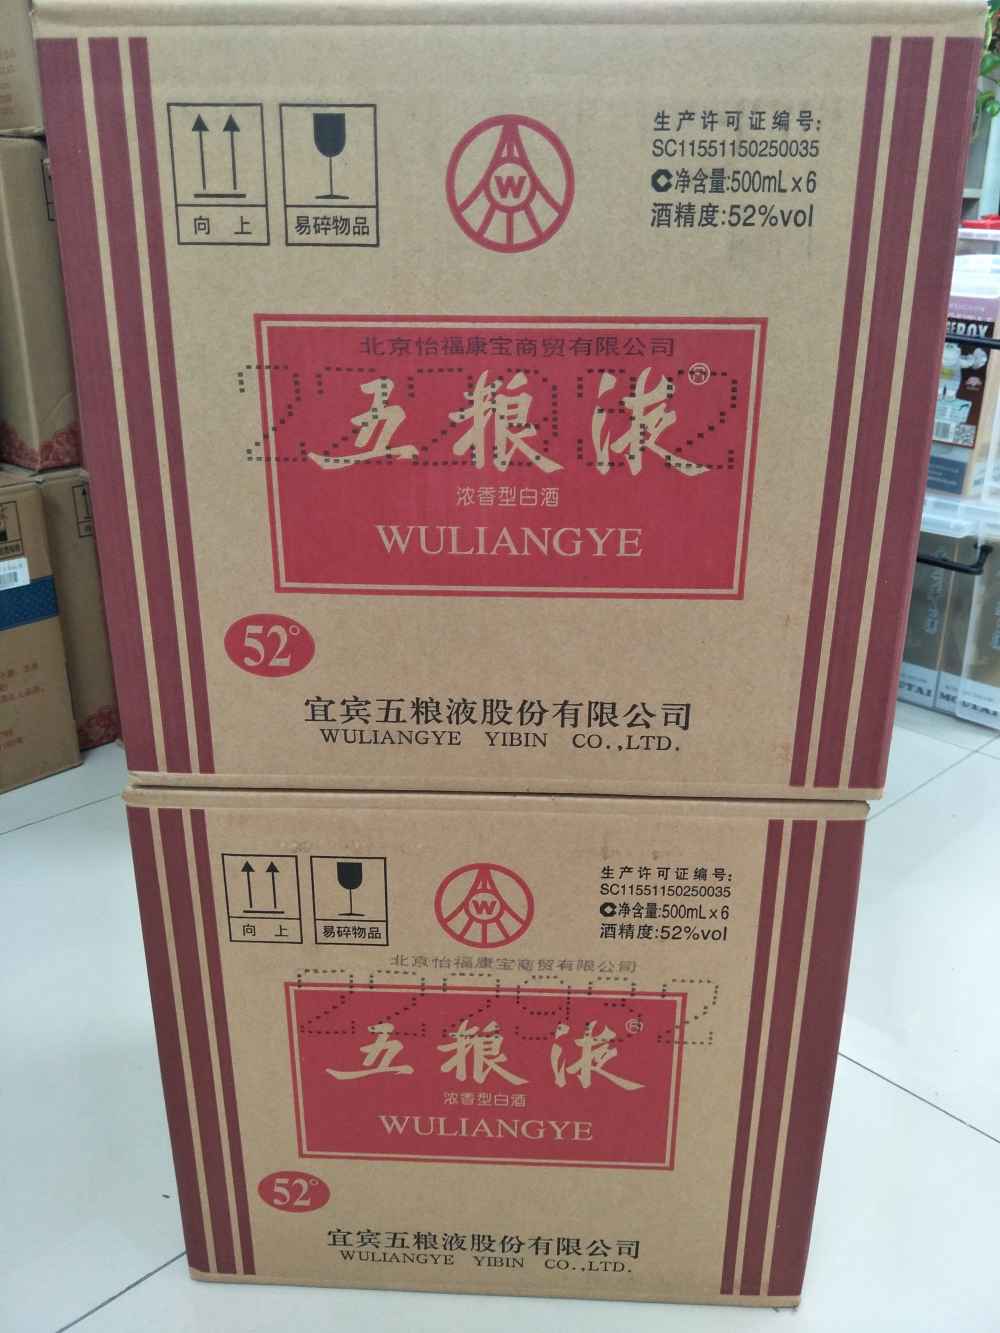 向 上
易碎物品
W
生产许可证编号:
SC11551150250035
净含量:500mL x 6
酒精度:52%vol
北京怡福康宝商贸有限公司
五粮液®
浓香型白酒
WULIANGYE
52°
宜宾五粮液股份有限公司
WULIANGYE YIBIN CO.,LTD.
向 上
易碎物品
W
生产许可证编号:
SC11551150250035
净含量:500mL x 6
酒精度:52%vol
北京怡福康宝商贸有限公司
五粮液®
浓香型白酒
WULIANGYE
52°
宜宾五粮液股份有限公司
WULIANGYE YIBIN CO.,LTD.